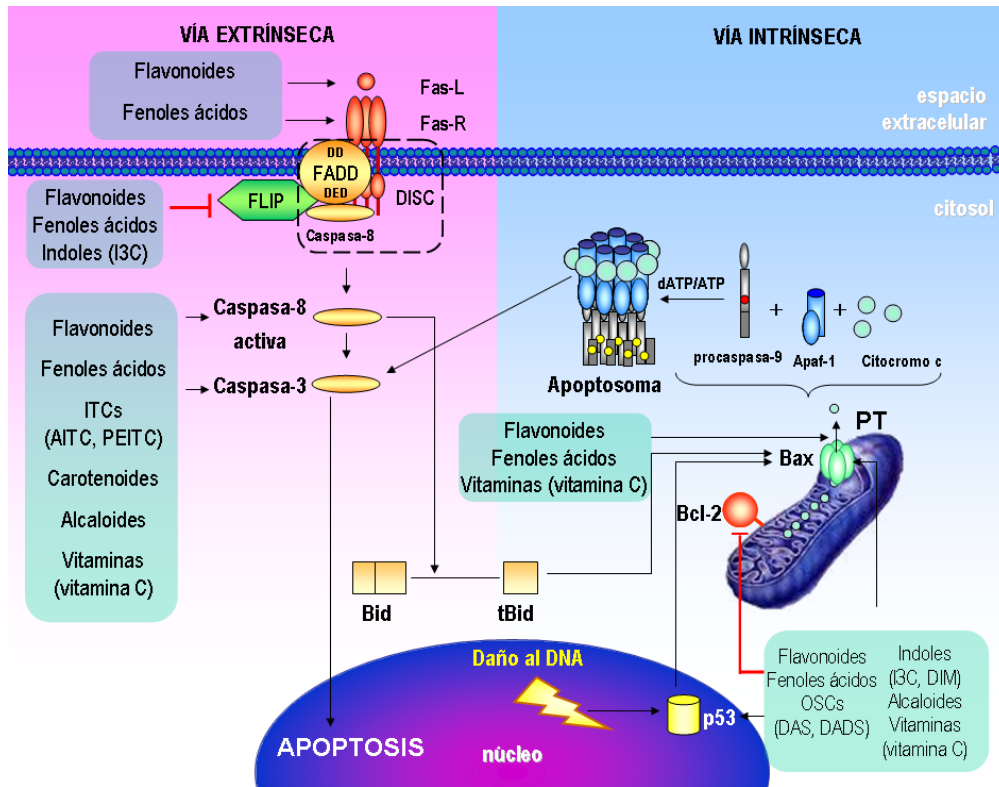 VÍA EXTRÍNSECA
VÍA INTRÍNSECA
Flavonoides
Fenoles ácidos
Fas-L
Fas-R
espacio
extracelular
DD
FADD
DED
FLIP
DISC
Caspasa-8
Flavonoides
Fenoles ácidos
Indoles (I3C)
citosol
Caspasa-8
activa
Caspasa-3
Flavonoides
Fenoles ácidos
ITCs
(AITC, PEITC)
Carotenoides
Alcaloides
Vitaminas
(vitamina C)
dATP/ATP
+
+
procaspasa-9
Apaf-1
Citocromo c
Apoptosoma
Flavonoides
Fenoles ácidos
Vitaminas (vitamina C)
PT
Bax
Bcl-2
Bid
tBid
Daño al DNA
p53
APOPTOSIS
núcleo
Flavonoides
Fenoles ácidos
OSCs
(DAS, DADS)
Indoles
(I3C, DIM)
Alcaloides
Vitaminas
(vitamina C)